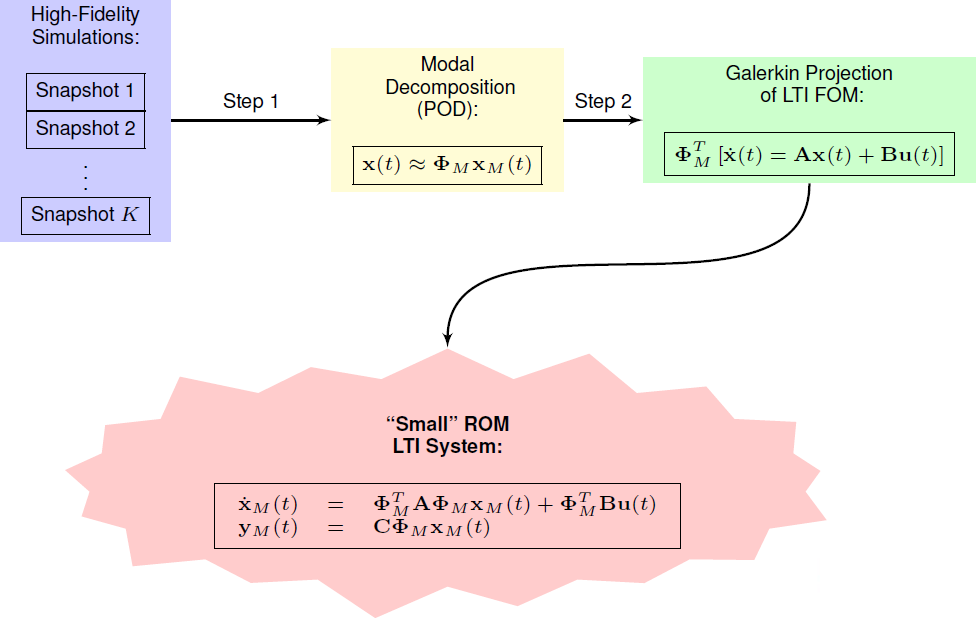 High-Fidelity
Simulations:
Snapshot 1
Snapshot 2
⋮
Snapshot K
Step 1
Modal
Decomposition
(POD):
x(t) ≈ Φ_M x_M(t)
Step 2
Galerkin Projection
of LTI FOM:
Φ_M^T [ẋ(t) = Ax(t) + Bu(t)]
“Small” ROM
LTI System:
ẋ_M(t) = Φ_M^T AΦ_M x_M(t) + Φ_M^T Bu(t)
y_M(t) = CΦ_M x_M(t)